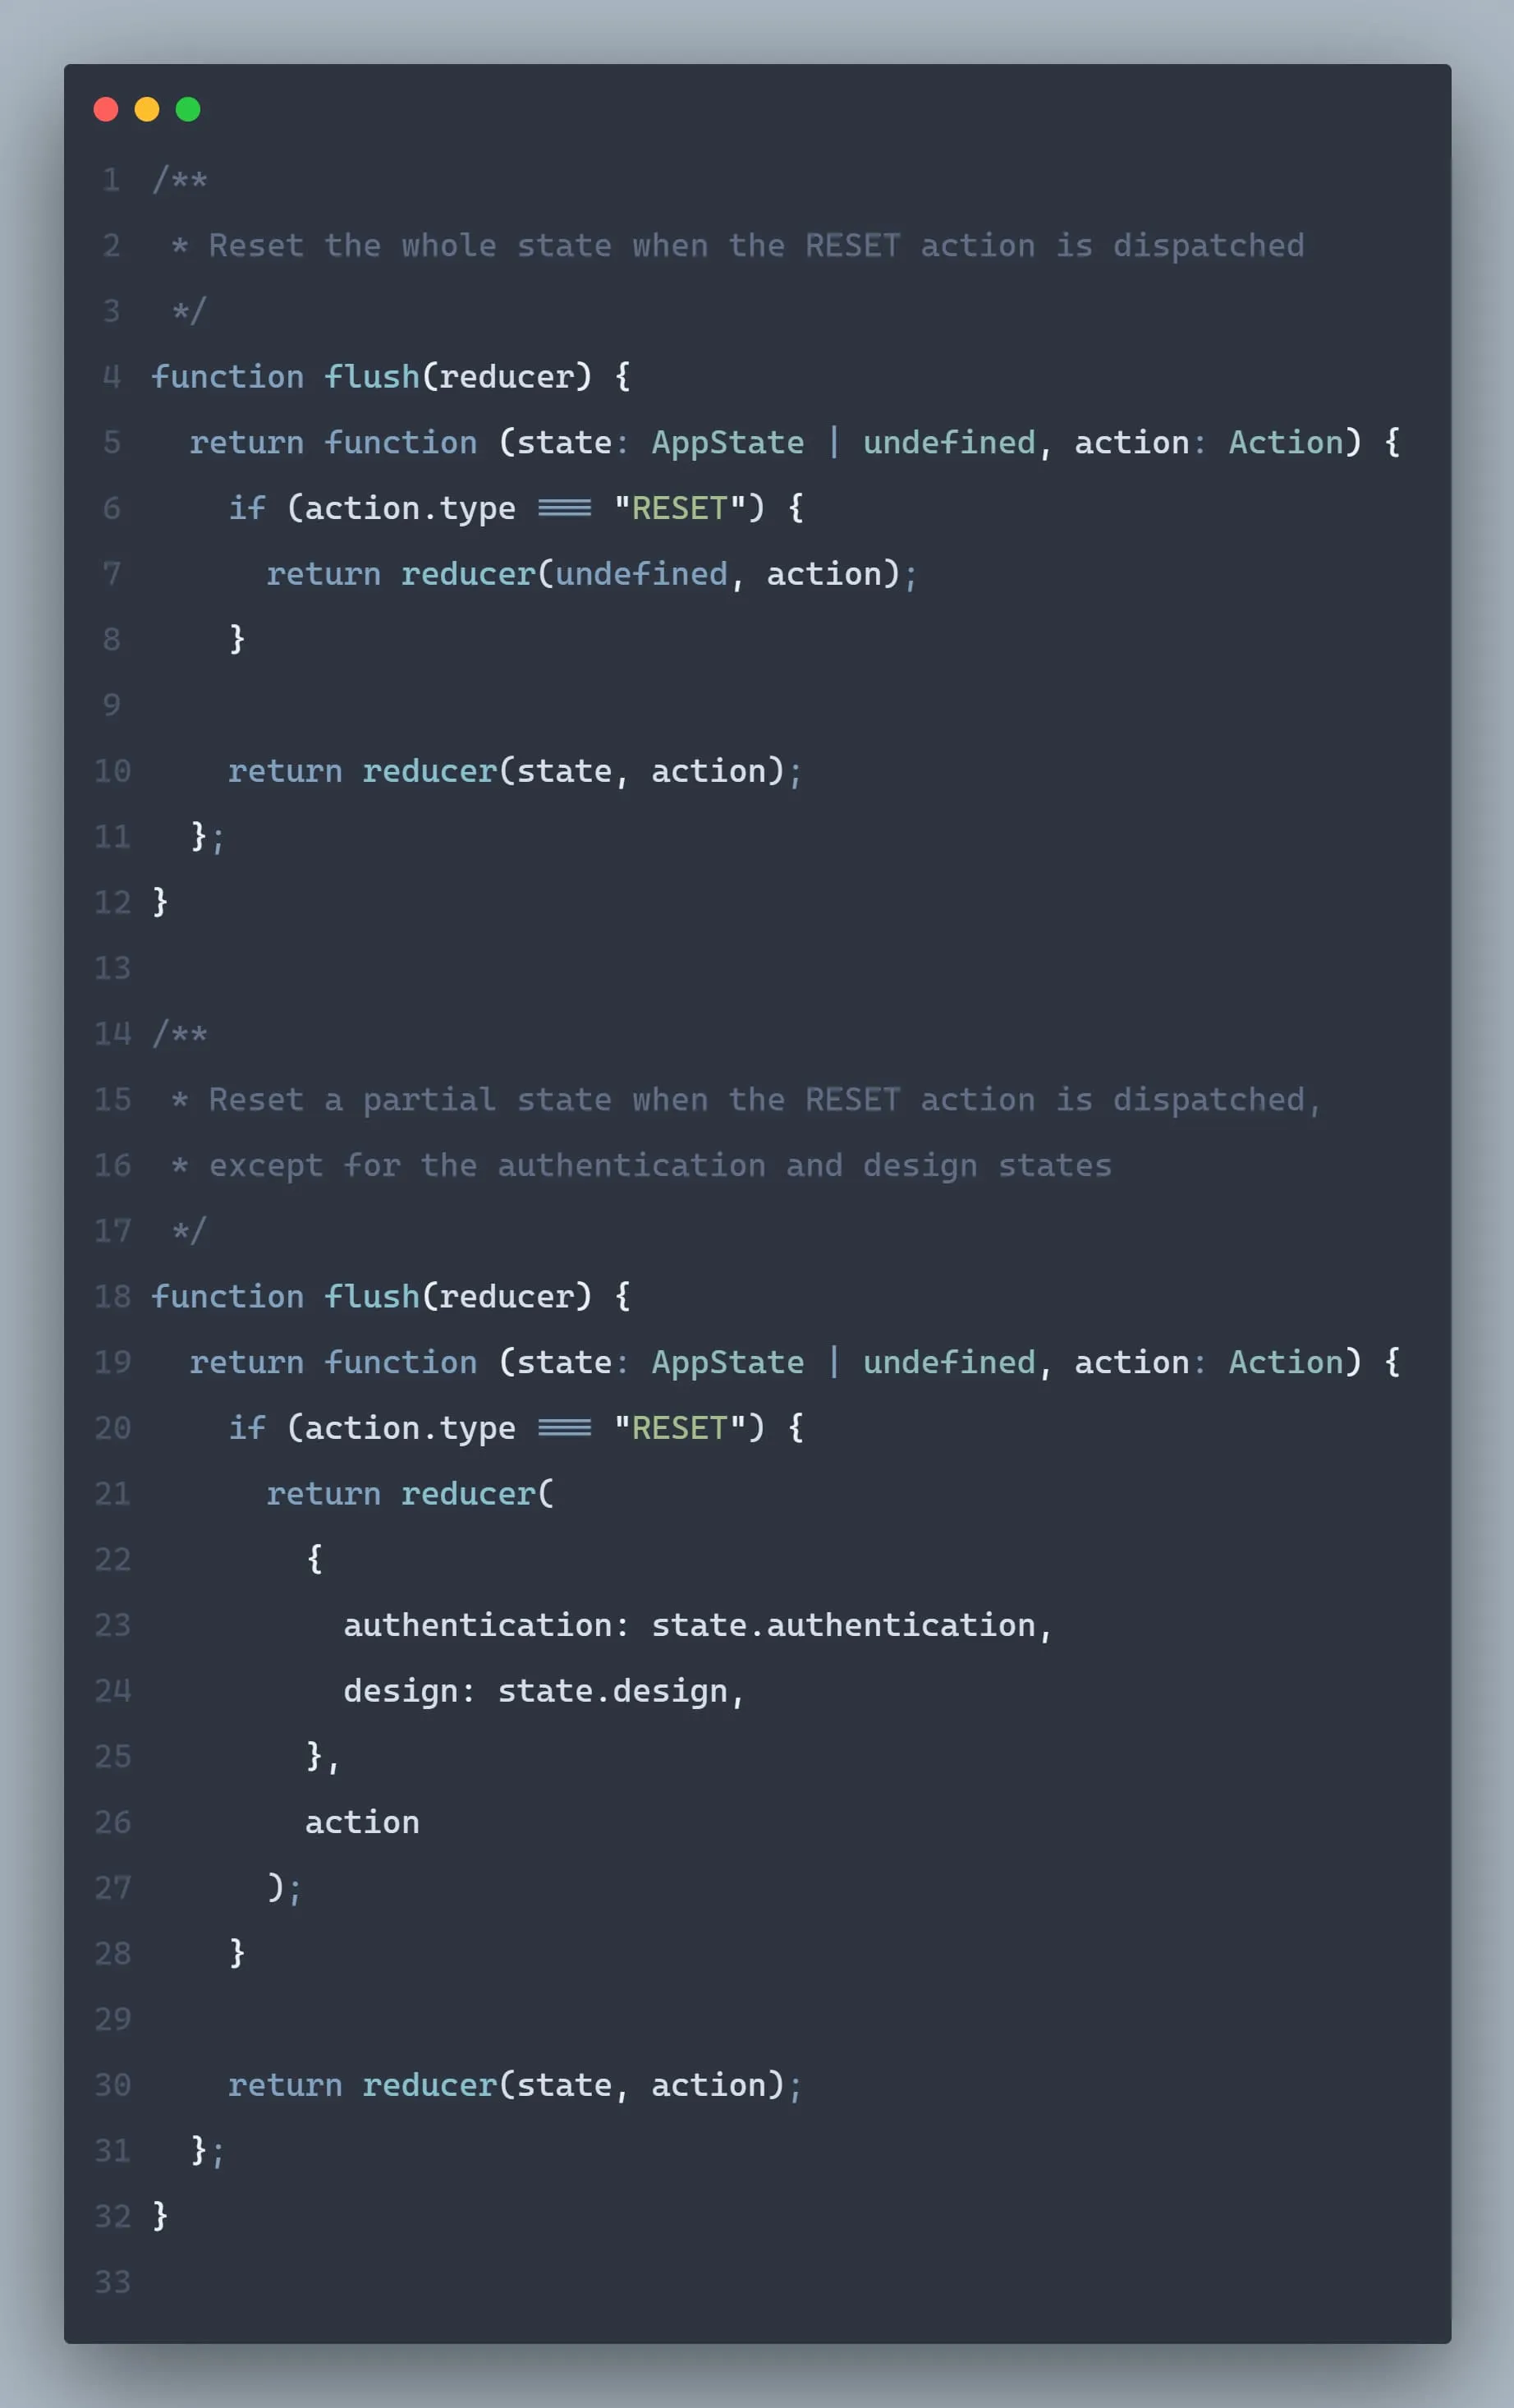 1 /**
2  * Reset the whole state when the RESET action is dispatched
3  */
4 function flush(reducer) {
5   return function (state: AppState | undefined, action: Action) {
6     if (action.type === "RESET") {
7       return reducer(undefined, action);
8     }
9
10     return reducer(state, action);
11   };
12 }
13
14 /**
15  * Reset a partial state when the RESET action is dispatched,
16  * except for the authentication and design states
17  */
18 function flush(reducer) {
19   return function (state: AppState | undefined, action: Action) {
20     if (action.type === "RESET") {
21       return reducer(
22         {
23           authentication: state.authentication,
24           design: state.design,
25         },
26         action
27       );
28     }
29
30     return reducer(state, action);
31   };
32 }
33